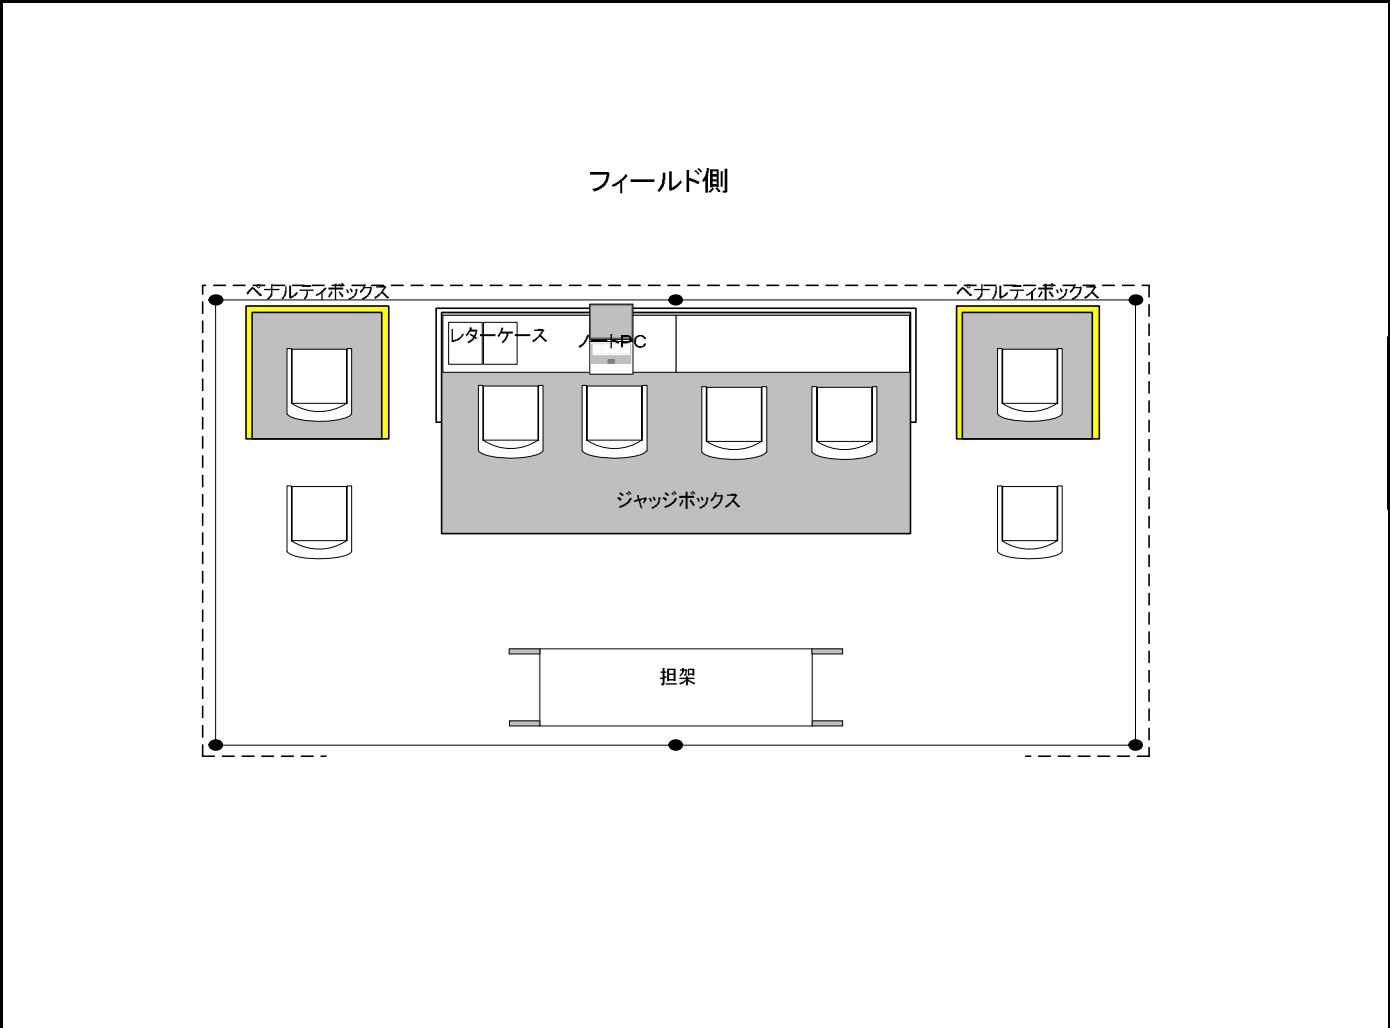 フィールド側
ペナルティボックス
ペナルティボックス
レターケース
ノートPC
ジャッジボックス
担架